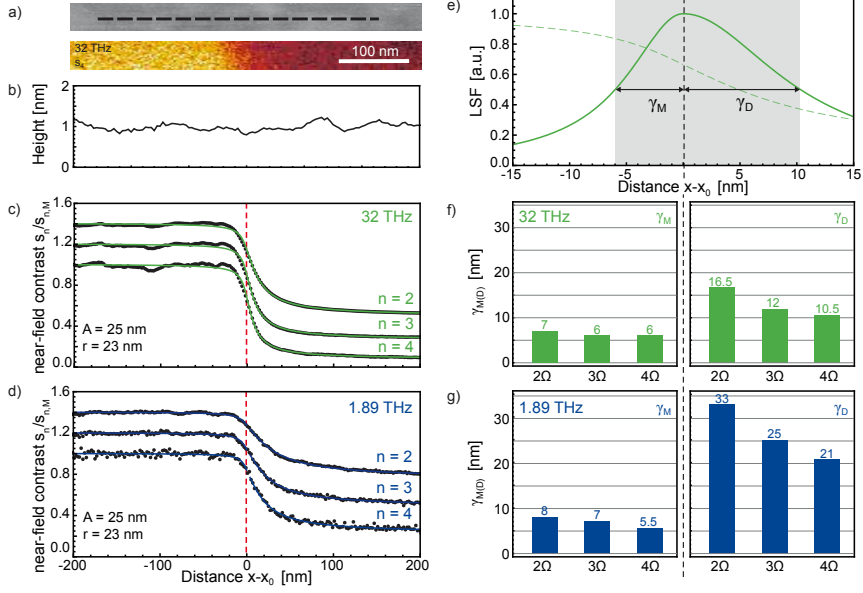 a)
32 THz
s₄
100 nm
b)
Height [nm]
2
1
0
c)
near-field contrast sₙ/sₙ,M
1.6
1.2
0.8
0.4
0.0
32 THz
n = 2
n = 3
n = 4
A = 25 nm
r = 23 nm
d)
near-field contrast sₙ/sₙ,M
1.6
1.2
0.8
0.4
0.0
1.89 THz
n = 2
n = 3
n = 4
A = 25 nm
r = 23 nm
-200 -100 0 100 200
Distance x-x₀ [nm]
e)
LSF [a.u.]
1.0
0.8
0.6
0.4
0.2
0.0
γM γD
-15 -10 -5 0 5 10 15
Distance x-x₀ [nm]
f)
γM(D) [nm]
30
20
10
0
32 THz γM
7 6 6
2Ω 3Ω 4Ω
γD
16.5 12 10.5
2Ω 3Ω 4Ω
g)
γM(D) [nm]
30
20
10
0
1.89 THz γM
8 7 5.5
2Ω 3Ω 4Ω
γD
33 25 21
2Ω 3Ω 4Ω